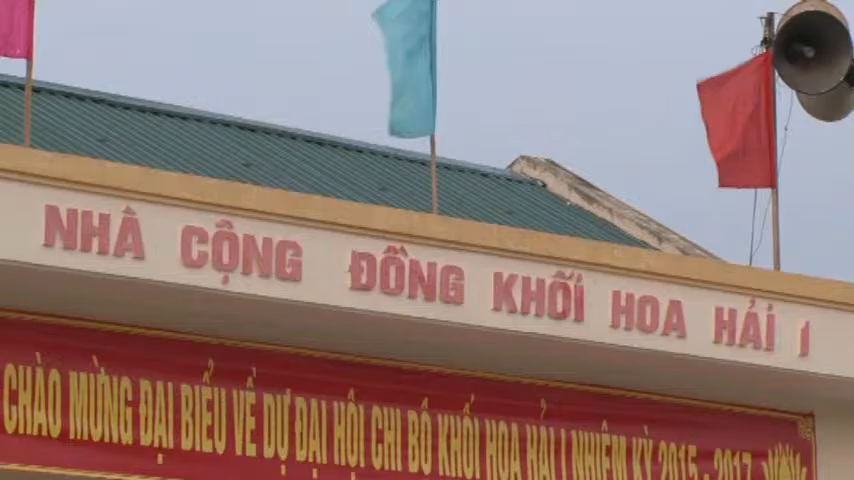 NHÀ CỘNG ĐỒNG KHỐI HOA HẢI 1
CHÀO MỪNG ĐẠI BIỂU VỀ DỰ ĐẠI HỘI CHI BỘ KHỐI HOA HẢI I NHIỆM KỲ 2015 - 2017